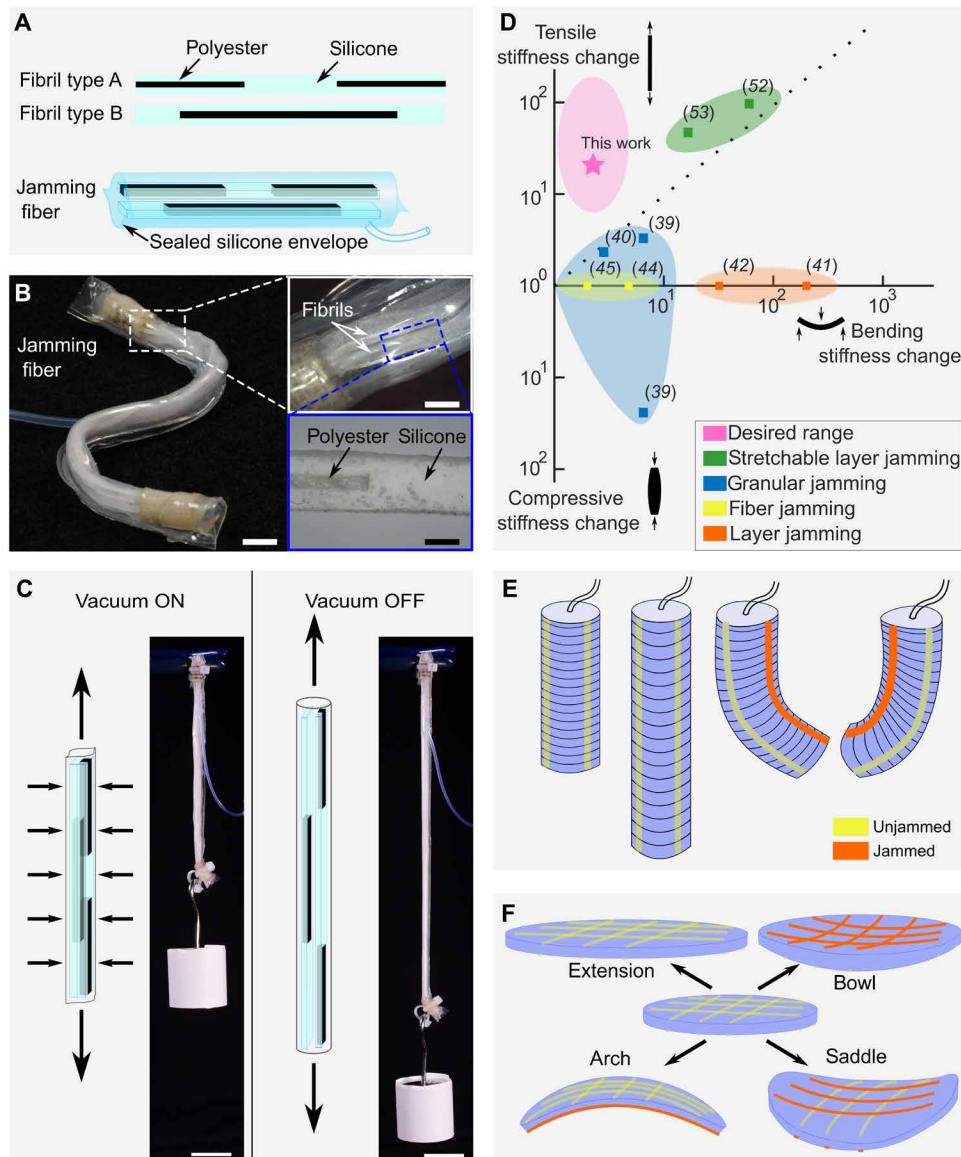 A
Polyester
Silicone
Fibril type A
Fibril type B
Jamming
fiber
Sealed silicone envelope
B
Jamming
fiber
Fibrils
Polyester
Silicone
C
Vacuum ON
Vacuum OFF
D
Tensile
stiffness change
10²
(53)
(52)
This work
10¹
(40)
(39)
(45)
(44)
(42)
(41)
10⁰
10¹
10²
10³
Bending
stiffness change
10¹
(39)
10²
Compressive
stiffness change
Desired range
Stretchable layer jamming
Granular jamming
Fiber jamming
Layer jamming
E
Unjammed
Jammed
F
Extension
Bowl
Arch
Saddle